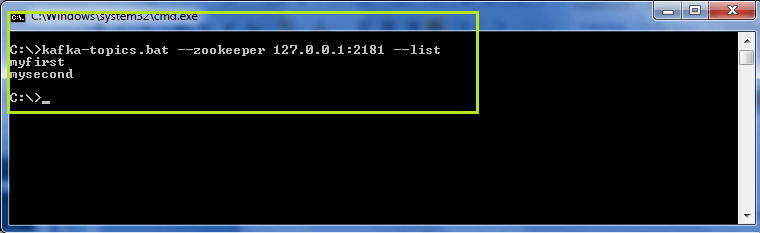 C:\Windows\system32\cmd.exe
C:\>kafka-topics.bat --zookeeper 127.0.0.1:2181 --list
myfirst
mysecond
C:\>_